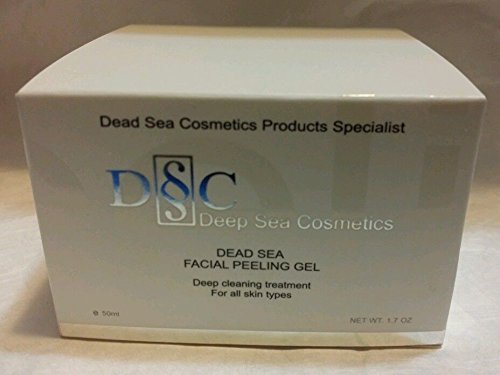 Dead Sea Cosmetics Products Specialist
D§C
Deep Sea Cosmetics
DEAD SEA
FACIAL PEELING GEL
Deep cleaning treatment
For all skin types
e 50ml
NET WT. 1.7 OZ